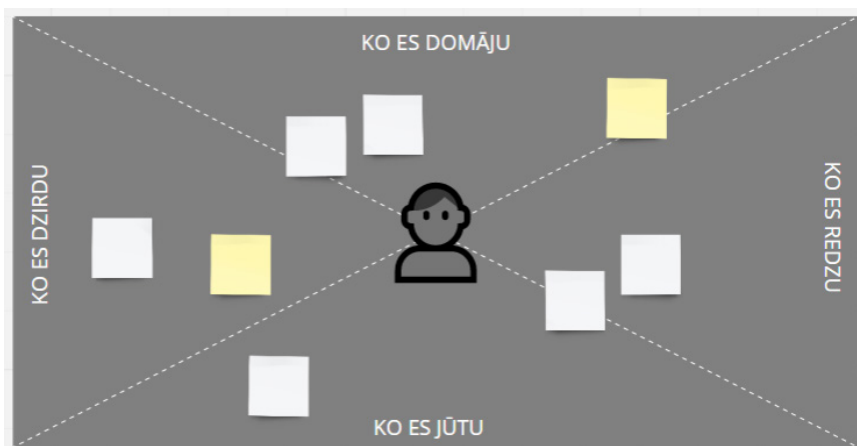 KO ES DOMĀJU
KO ES DZIRDU
KO ES REDZU
KO ES JŪTU